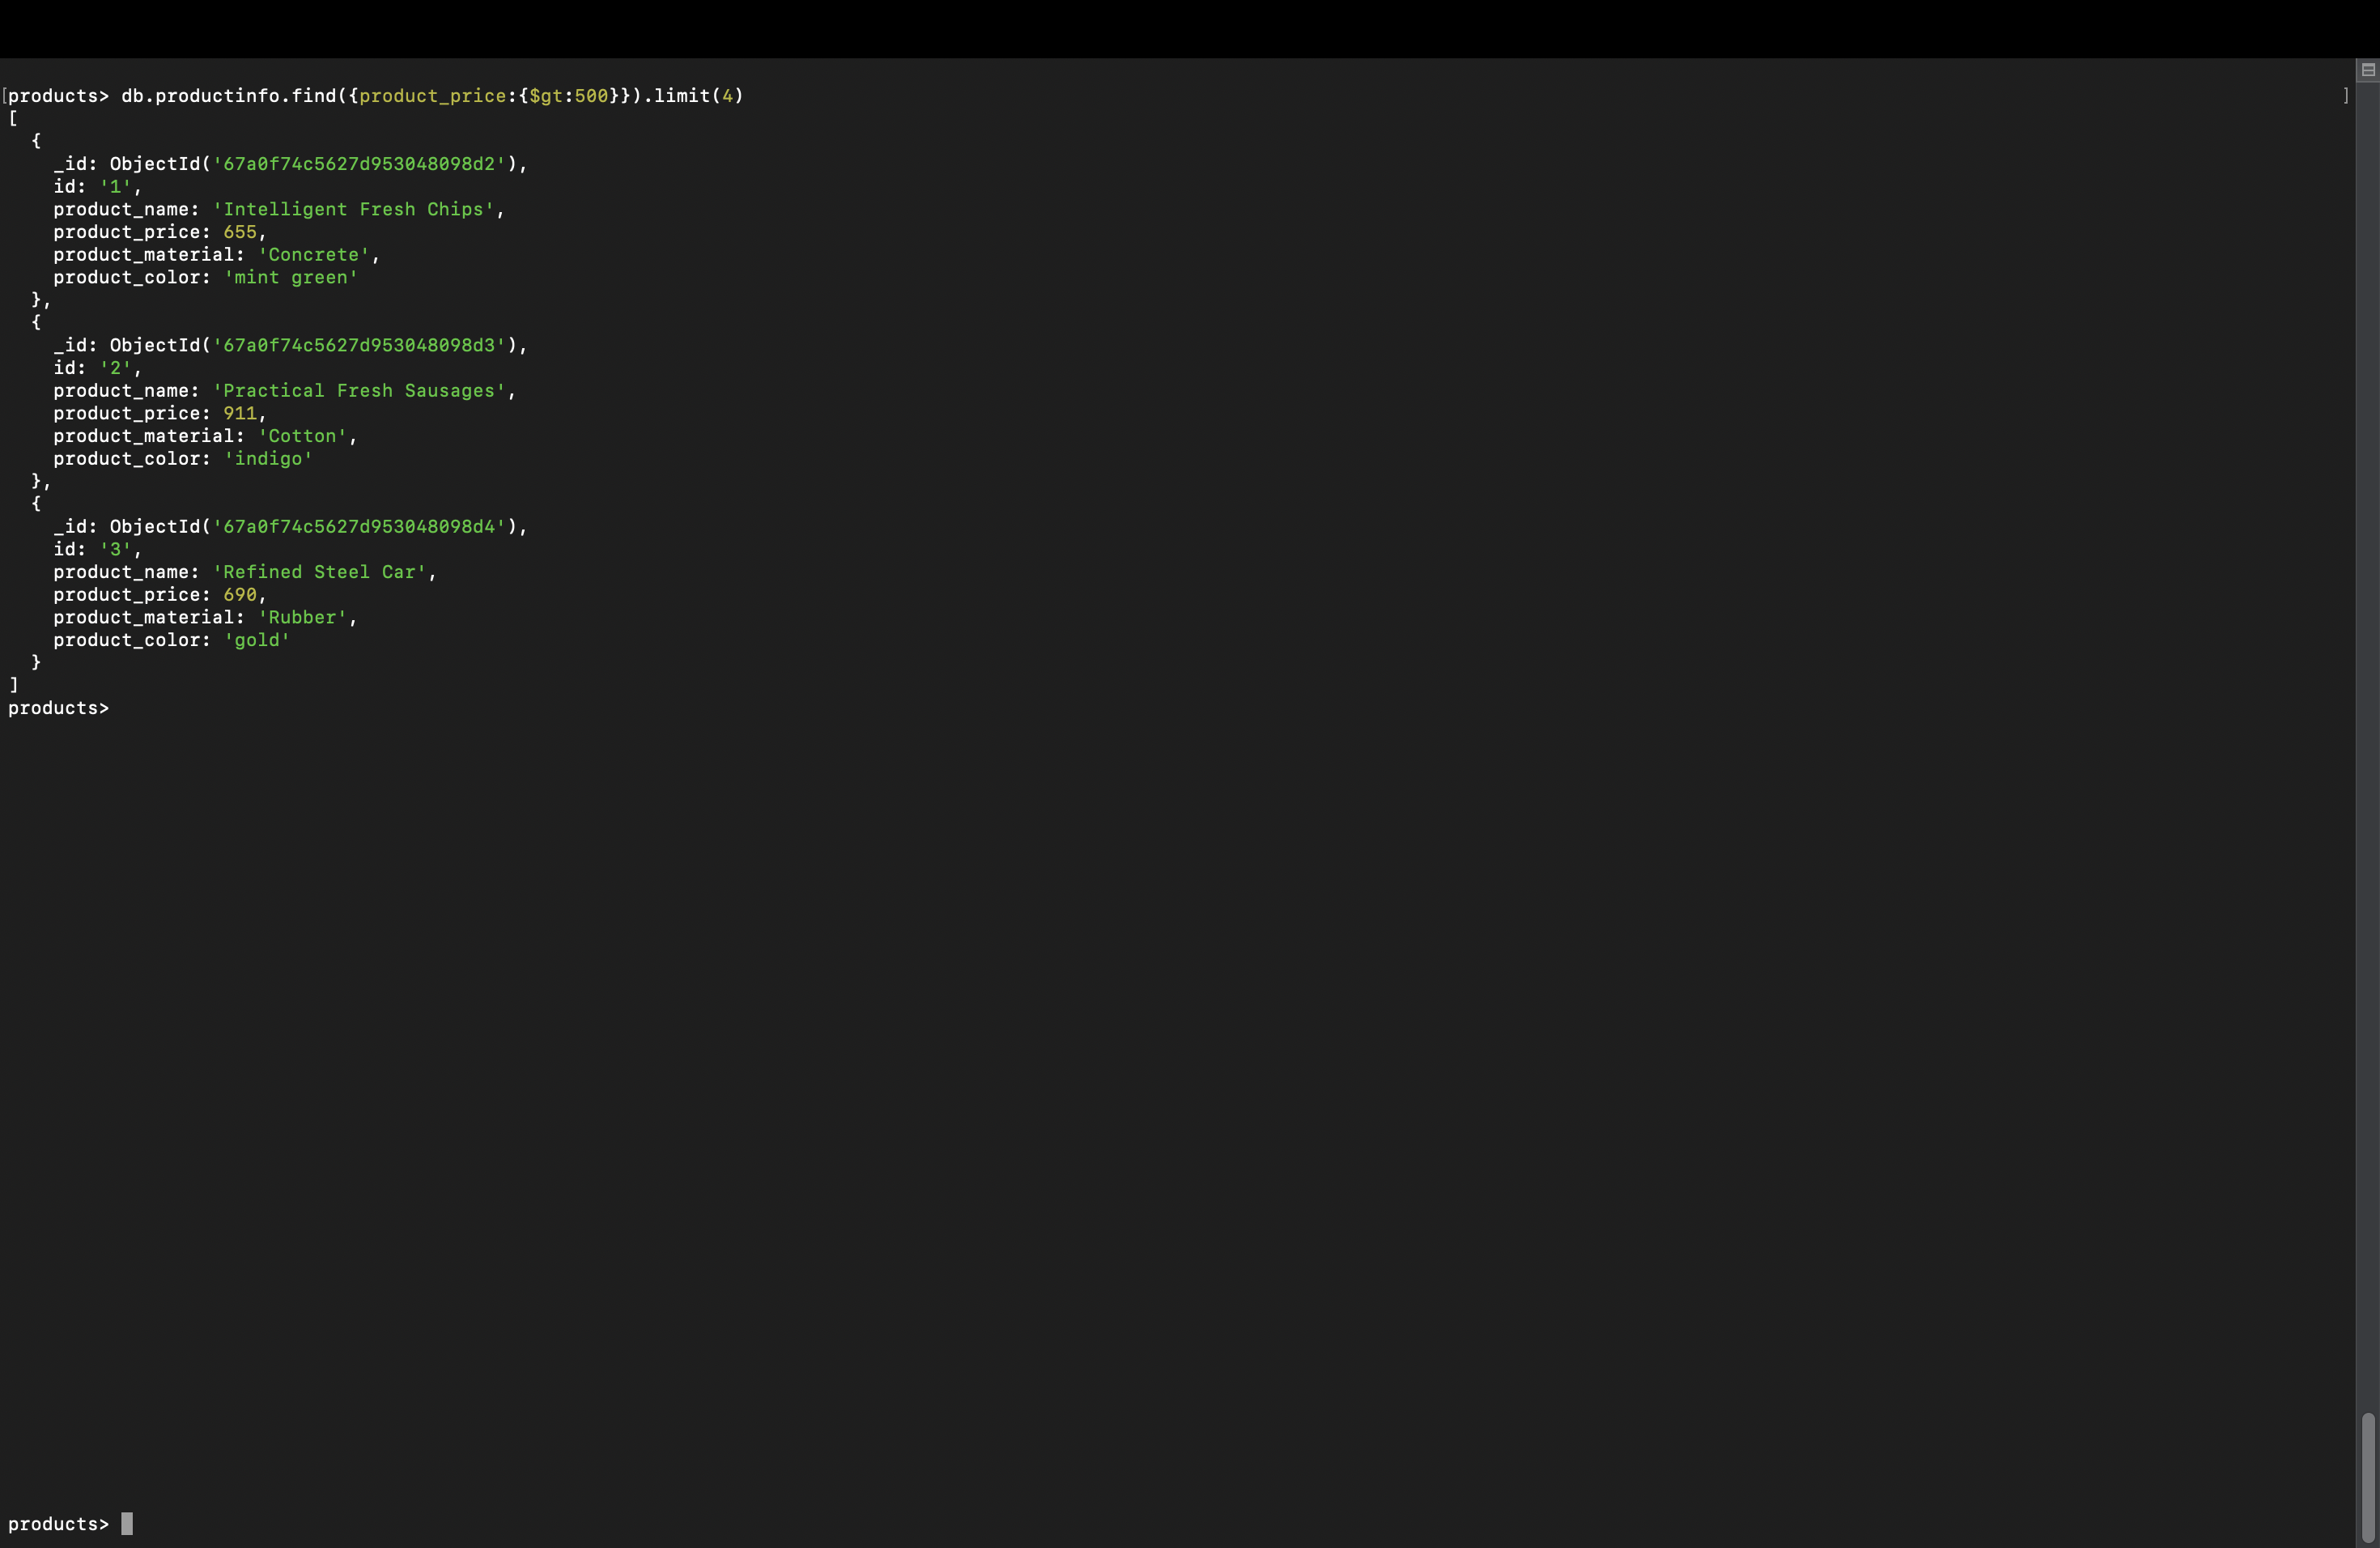 [products> db.productinfo.find({product_price:{$gt:500}}).limit(4) ]
[
  {
    _id: ObjectId('67a0f74c5627d953048098d2'),
    id: '1',
    product_name: 'Intelligent Fresh Chips',
    product_price: 655,
    product_material: 'Concrete',
    product_color: 'mint green'
  },
  {
    _id: ObjectId('67a0f74c5627d953048098d3'),
    id: '2',
    product_name: 'Practical Fresh Sausages',
    product_price: 911,
    product_material: 'Cotton',
    product_color: 'indigo'
  },
  {
    _id: ObjectId('67a0f74c5627d953048098d4'),
    id: '3',
    product_name: 'Refined Steel Car',
    product_price: 690,
    product_material: 'Rubber',
    product_color: 'gold'
  }
]
products>
products>